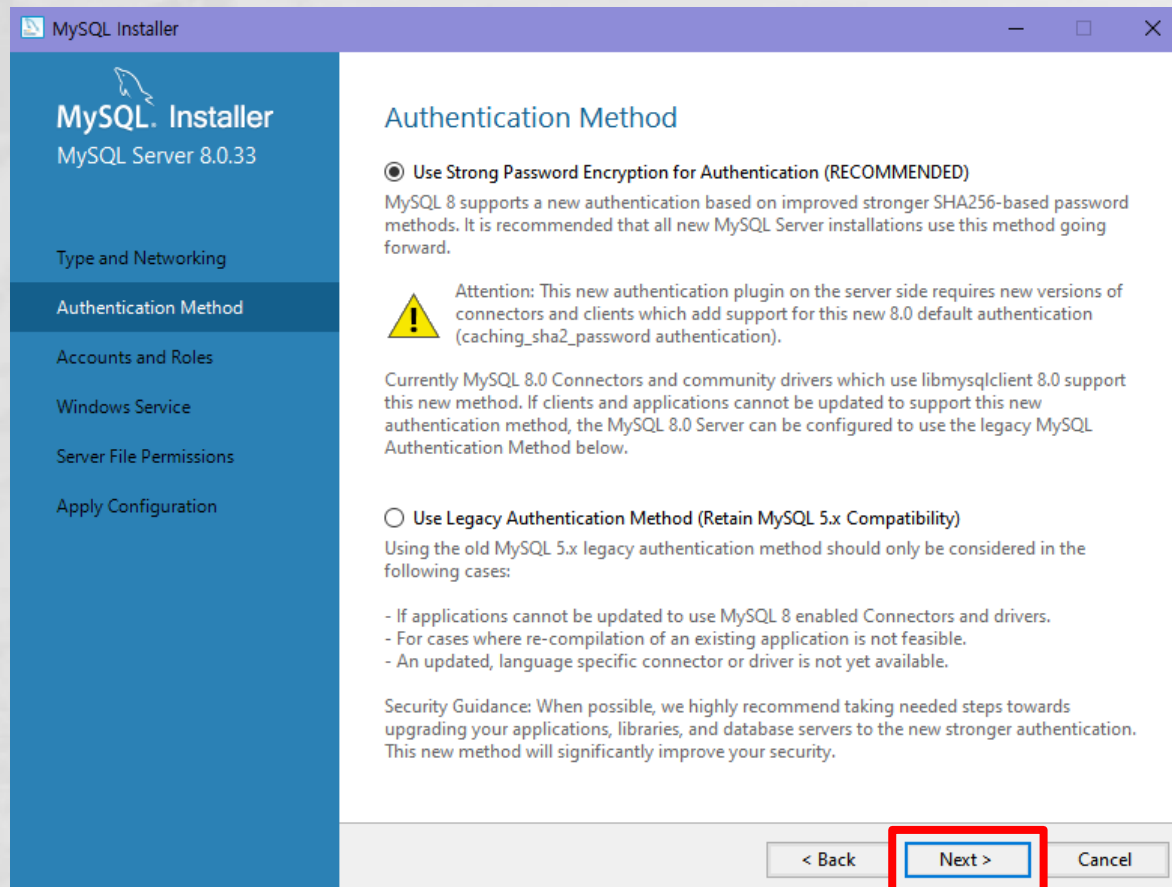 MySQL Installer
MySQL. Installer
MySQL Server 8.0.33
Type and Networking
Authentication Method
Accounts and Roles
Windows Service
Server File Permissions
Apply Configuration
Authentication Method
Use Strong Password Encryption for Authentication (RECOMMENDED)
MySQL 8 supports a new authentication based on improved stronger SHA256-based password
methods. It is recommended that all new MySQL Server installations use this method going
forward.
Attention: This new authentication plugin on the server side requires new versions of
connectors and clients which add support for this new 8.0 default authentication
(caching_sha2_password authentication).
Currently MySQL 8.0 Connectors and community drivers which use libmysqlclient 8.0 support
this new method. If clients and applications cannot be updated to support this new
authentication method, the MySQL 8.0 Server can be configured to use the legacy MySQL
Authentication Method below.
Use Legacy Authentication Method (Retain MySQL 5.x Compatibility)
Using the old MySQL 5.x legacy authentication method should only be considered in the
following cases:
- If applications cannot be updated to use MySQL 8 enabled Connectors and drivers.
- For cases where re-compilation of an existing application is not feasible.
- An updated, language specific connector or driver is not yet available.
Security Guidance: When possible, we highly recommend taking needed steps towards
upgrading your applications, libraries, and database servers to the new stronger authentication.
This new method will significantly improve your security.
< Back
Next >
Cancel